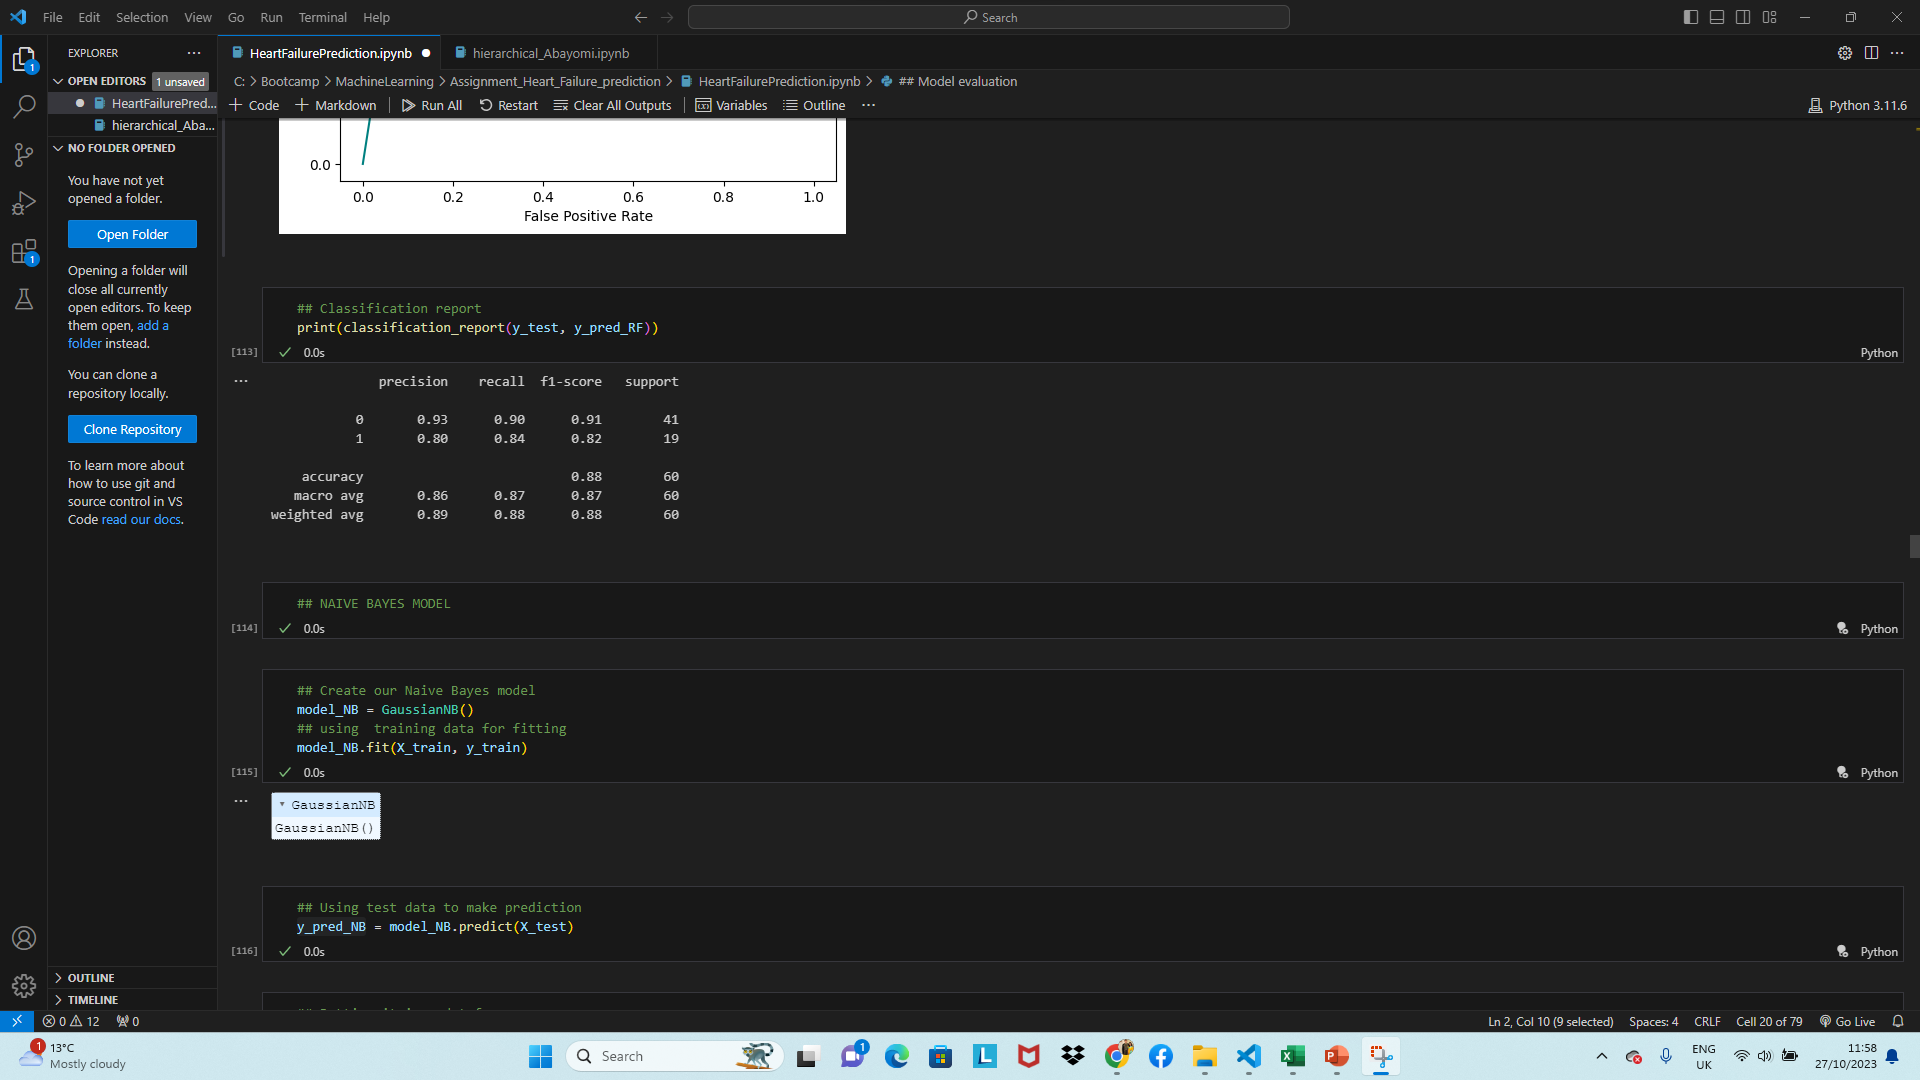 File Edit Selection View Go Run Terminal Help
Search
EXPLORER
HeartFailurePrediction.ipynb
hierarchical_Abayomi.ipynb
OPEN EDITORS 1 unsaved
C: > Bootcamp > MachineLearning > Assignment_Heart_Failure_prediction > HeartFailurePrediction.ipynb > ## Model evaluation
HeartFailurePred...
hierarchical_Aba...
+ Code + Markdown Run All Restart Clear All Outputs Variables Outline ...
Python 3.11.6
NO FOLDER OPENED
You have not yet
opened a folder.
Open Folder
Opening a folder will
close all currently
open editors. To keep
them open, add a
folder instead.
You can clone a
repository locally.
Clone Repository
To learn more about
how to use git and
source control in VS
Code read our docs.
OUTLINE
TIMELINE
1
1
0.0
0.0 0.2 0.4 0.6 0.8 1.0
False Positive Rate
## Classification report
print(classification_report(y_test, y_pred_RF))
[113] 0.0s Python
...
precision recall f1-score support
0 0.93 0.90 0.91 41
1 0.80 0.84 0.82 19
accuracy 0.88 60
macro avg 0.86 0.87 0.87 60
weighted avg 0.89 0.88 0.88 60
## NAIVE BAYES MODEL
[114] 0.0s Python
## Create our Naive Bayes model
model_NB = GaussianNB()
## using  training data for fitting
model_NB.fit(X_train, y_train)
[115] 0.0s Python
...
GaussianNB
GaussianNB()
## Using test data to make prediction
y_pred_NB = model_NB.predict(X_test)
[116] 0.0s Python
0 12 0
Ln 2, Col 10 (9 selected) Spaces: 4 CRLF Cell 20 of 79 Go Live
1
13°C
Mostly cloudy
Search
1
L
ENG
UK
11:58
27/10/2023